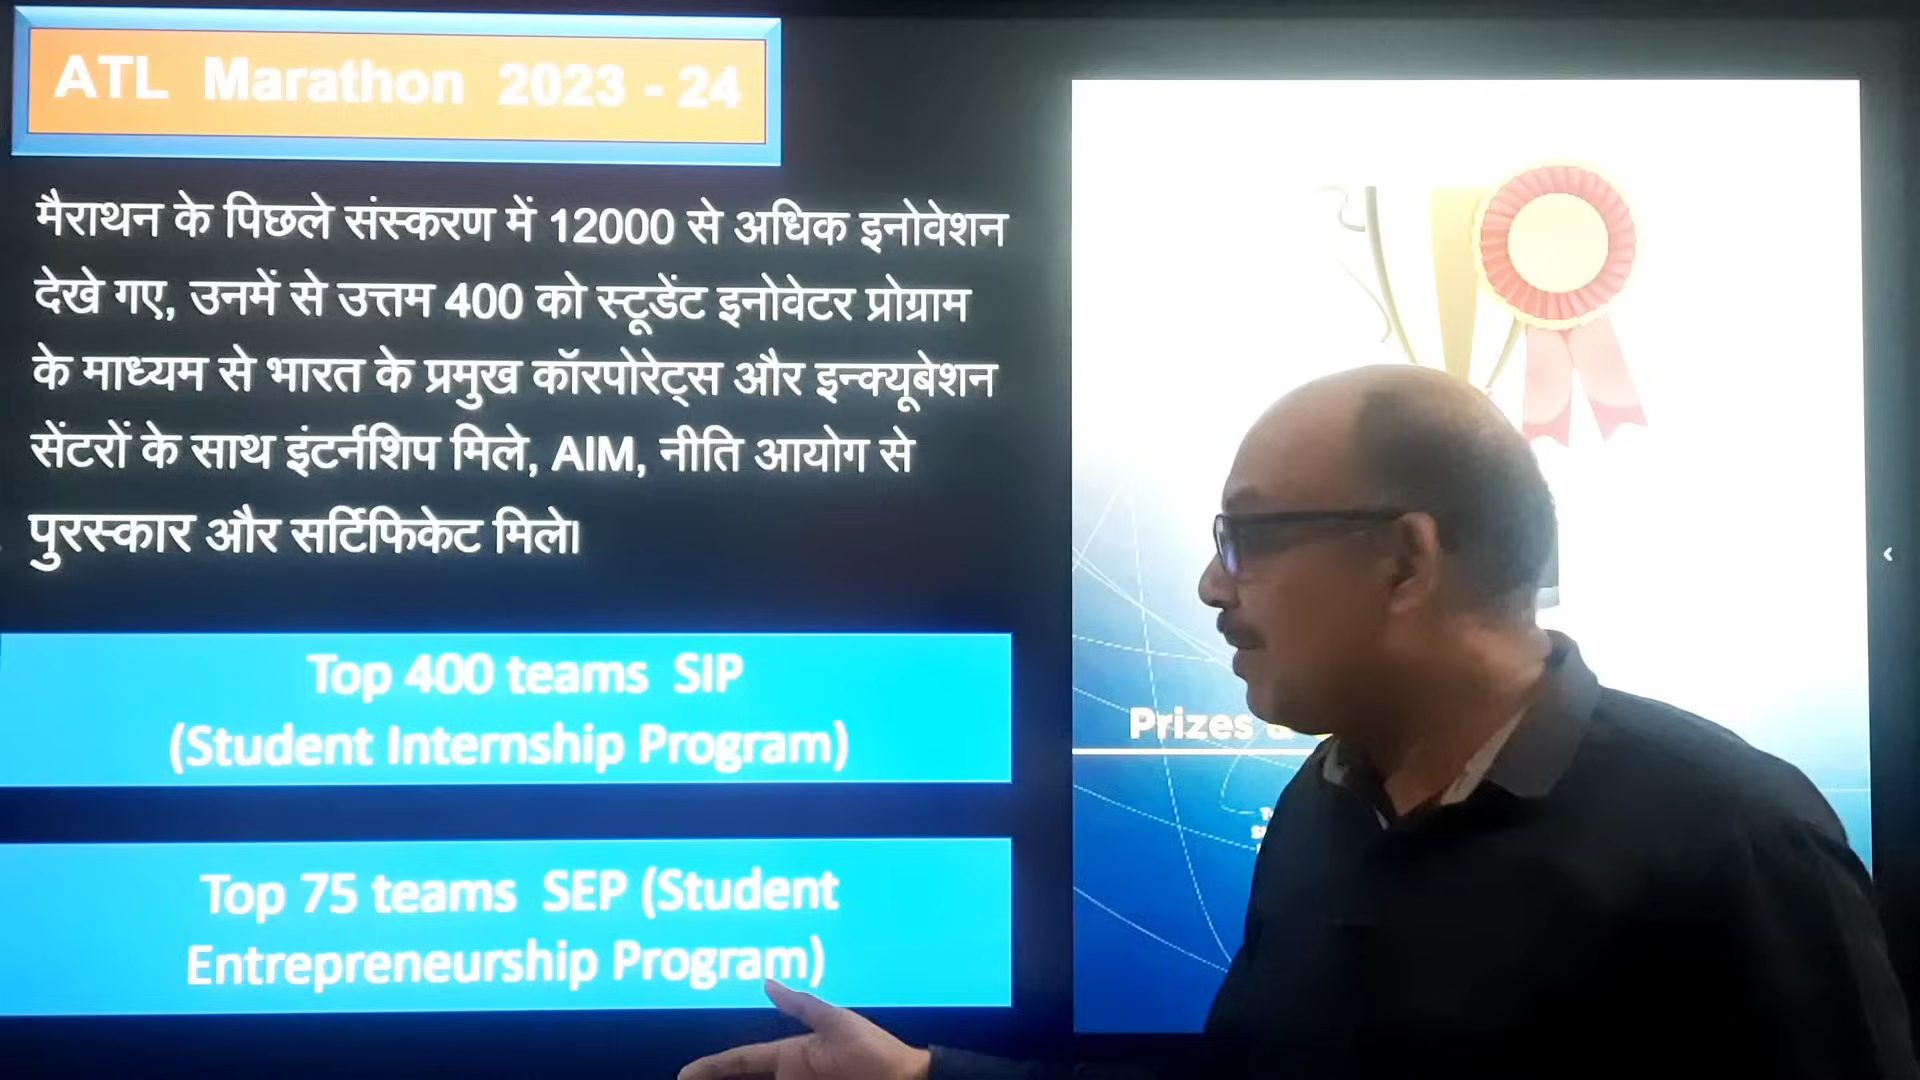 ATL Marathon 2023 - 24
मैराथन के पिछले संस्करण में 12000 से अधिक इनोवेशन
देखे गए, उनमें से उत्तम 400 को स्टूडेंट इनोवेटर प्रोग्राम
के माध्यम से भारत के प्रमुख कॉरपोरेट्स और इन्क्यूबेशन
सेंटरों के साथ इंटर्नशिप मिले, AIM, नीति आयोग से
पुरस्कार और सर्टिफिकेट मिले।
Top 400 teams SIP
(Student Internship Program)
Top 75 teams SEP (Student
Entrepreneurship Program)
Prizes